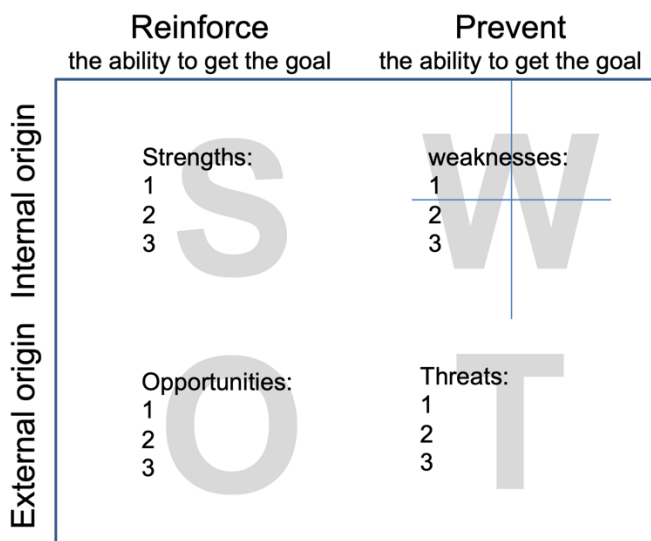 Reinforce
the ability to get the goal
Prevent
the ability to get the goal
Internal origin
Strengths:
1
2
3
S
weaknesses:
1
2
3
W
External origin
Opportunities:
1
2
3
O
Threats:
1
2
3
T